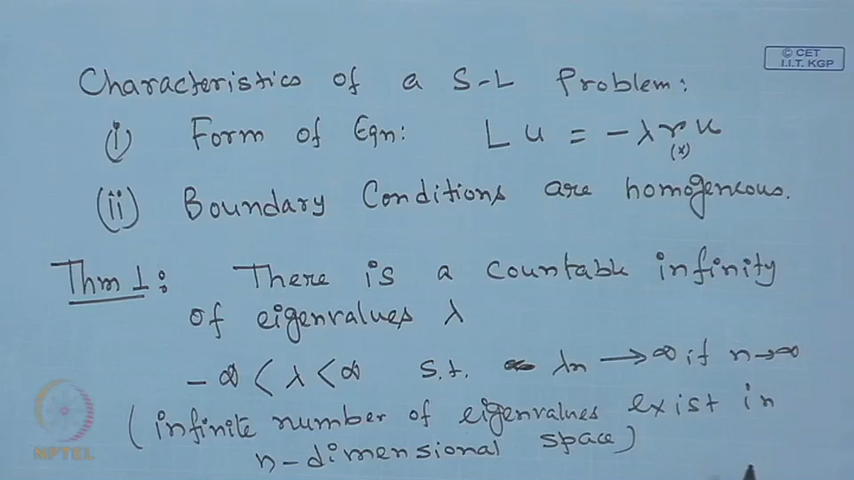 © CET
I.I.T. KGP
Characteristics of a S-L Problem:
(i) Form of Eqn: L u = - λ r u
(x)
(ii) Boundary Conditions are homogeneous.
Thm 1: There is a countable infinity
of eigenvalues λ
- ∞ < λ < ∞ s.t. λn → ∞ if n → ∞
(infinite number of eigenvalues exist in
n-dimensional space)
NPTEL